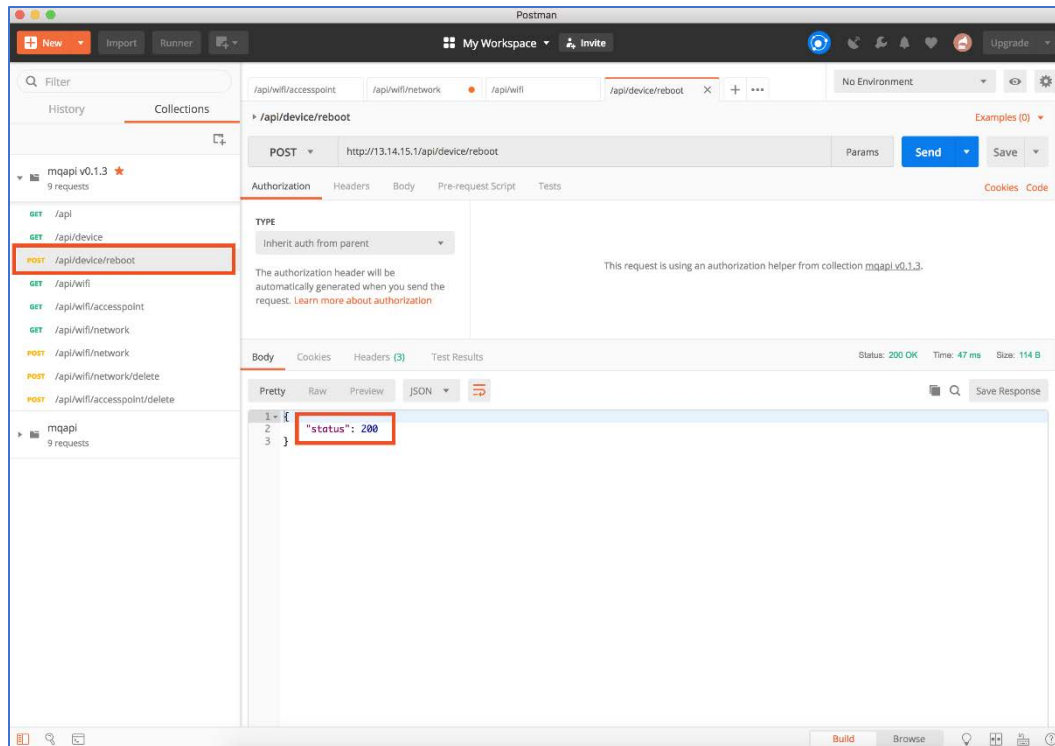 Postman
New Import Runner My Workspace Invite Upgrade
Filter
History Collections
mqapi v0.1.3
9 requests
GET /api
GET /api/device
POST /api/device/reboot
GET /api/wifi
GET /api/wifi/accesspoint
GET /api/wifi/network
POST /api/wifi/network
POST /api/wifi/network/delete
POST /api/wifi/accesspoint/delete
mqapi
9 requests
/api/wifi/accesspoint /api/wifi/network /api/wifi /api/device/reboot No Environment
/api/device/reboot Examples (0)
POST http://13.14.15.1/api/device/reboot Params Send Save
Authorization Headers Body Pre-request Script Tests Cookies Code
TYPE
Inherit auth from parent
The authorization header will be
automatically generated when you send the
request. Learn more about authorization
This request is using an authorization helper from collection mqapi v0.1.3.
Body Cookies Headers (3) Test Results Status: 200 OK Time: 47 ms Size: 114 B
Pretty Raw Preview JSON Save Response
1 {
2 "status": 200
3 }
Build Browse